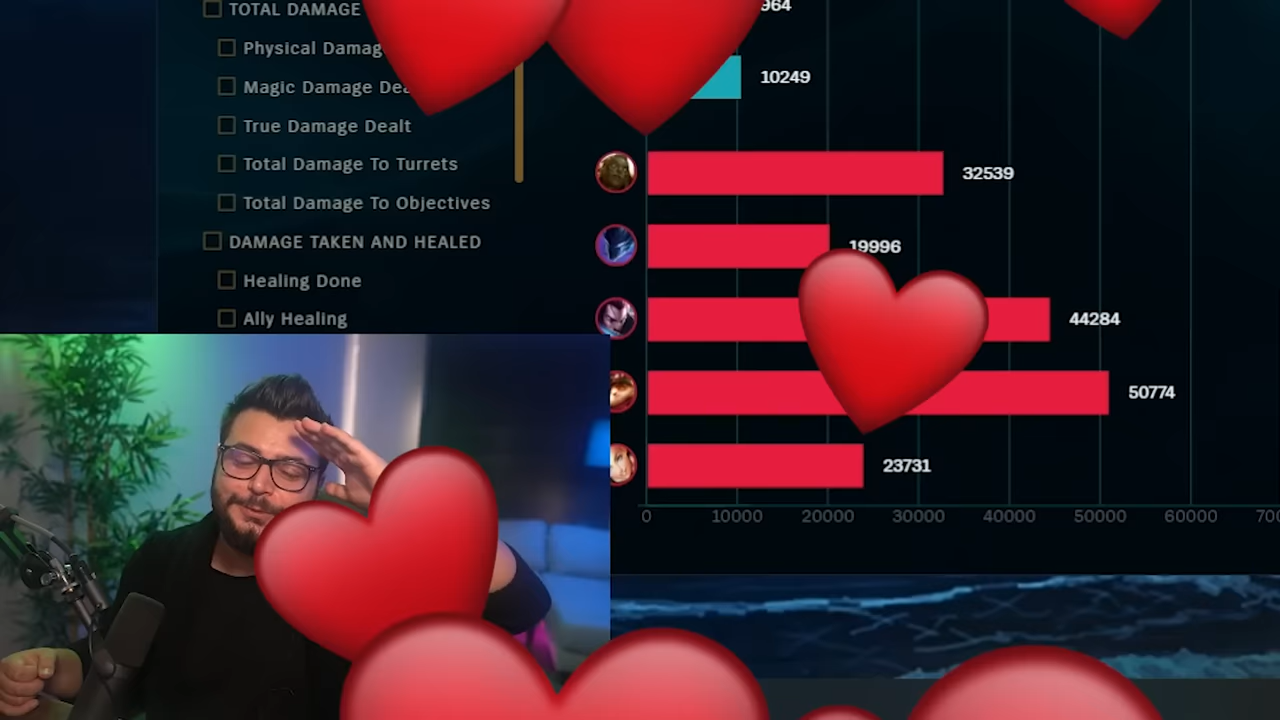 TOTAL DAMAGE
Physical Damag
Magic Damage Dea
True Damage Dealt
Total Damage To Turrets
Total Damage To Objectives
DAMAGE TAKEN AND HEALED
Healing Done
Ally Healing
964
10249
32539
19996
44284
50774
23731
0 10000 20000 30000 40000 50000 60000 700